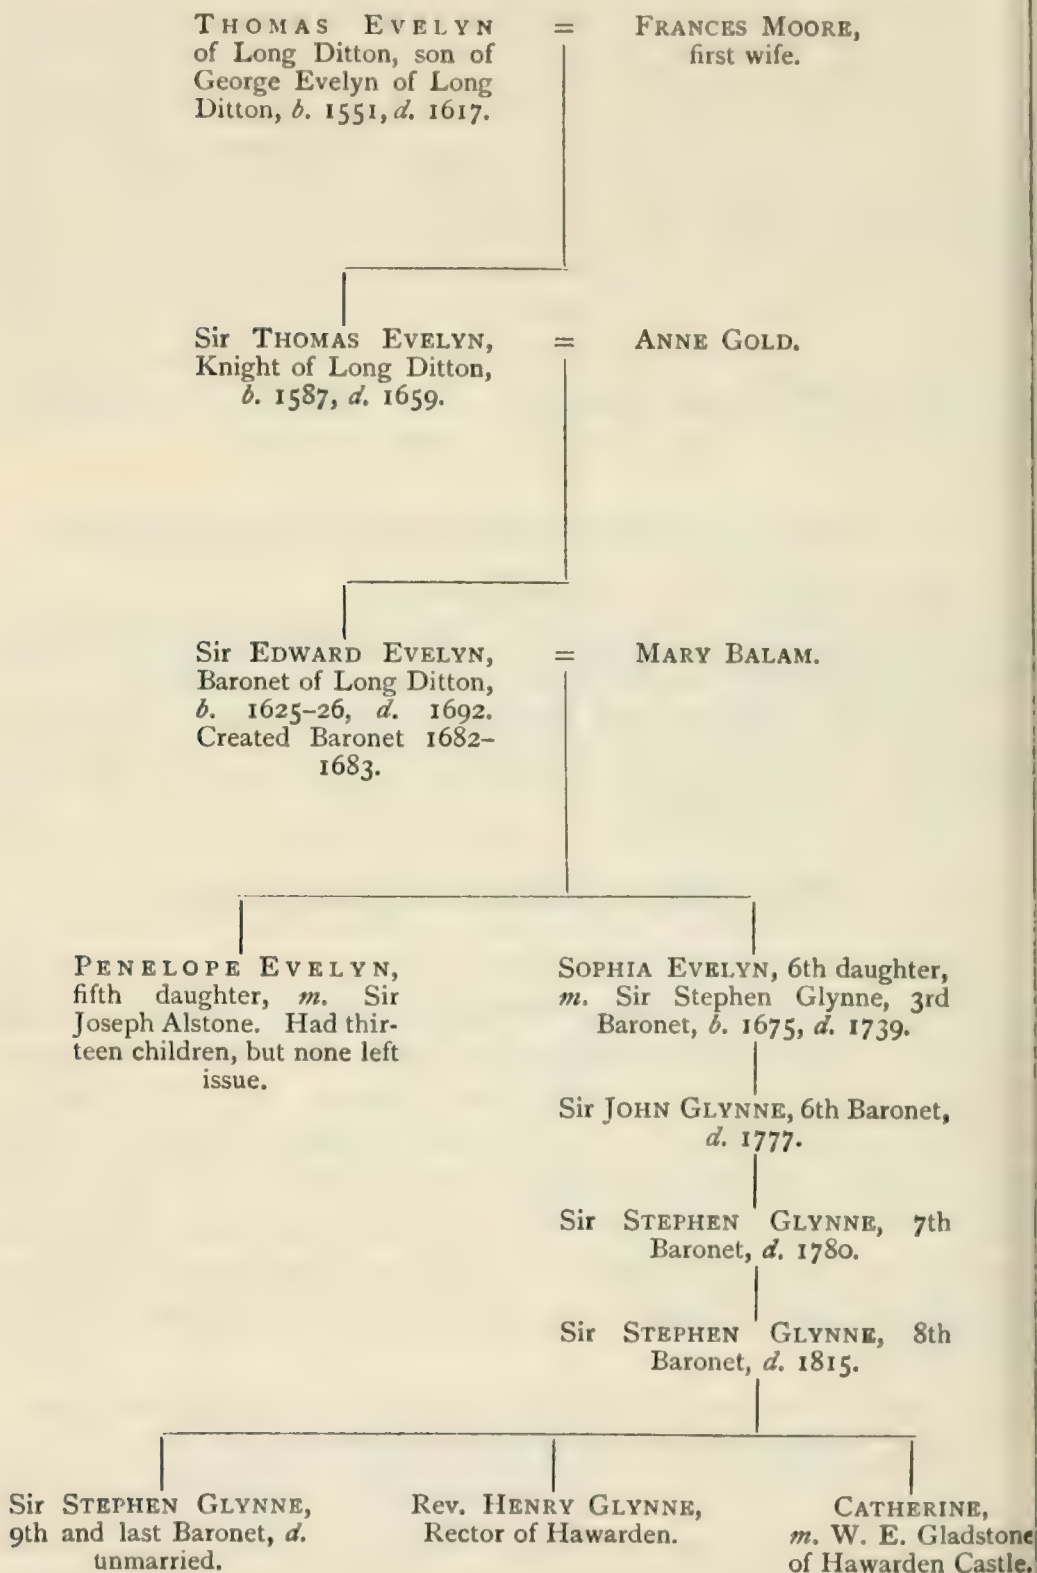 THOMAS EVELYN = FRANCES MOORE,
of Long Ditton, son of first wife.
George Evelyn of Long
Ditton, b. 1551, d. 1617.
Sir THOMAS EVELYN, = ANNE GOLD.
Knight of Long Ditton,
b. 1587, d. 1659.
Sir EDWARD EVELYN, = MARY BALAM.
Baronet of Long Ditton,
b. 1625-26, d. 1692.
Created Baronet 1682-
1683.
PENELOPE EVELYN,
fifth daughter, m. Sir
Joseph Alstone. Had thir-
teen children, but none left
issue.
SOPHIA EVELYN, 6th daughter,
m. Sir Stephen Glynne, 3rd
Baronet, b. 1675, d. 1739.
Sir JOHN GLYNNE, 6th Baronet,
d. 1777.
Sir STEPHEN GLYNNE, 7th
Baronet, d. 1780.
Sir STEPHEN GLYNNE, 8th
Baronet, d. 1815.
Sir STEPHEN GLYNNE,
9th and last Baronet, d.
unmarried.
Rev. HENRY GLYNNE,
Rector of Hawarden.
CATHERINE,
m. W. E. Gladstone
of Hawarden Castle.